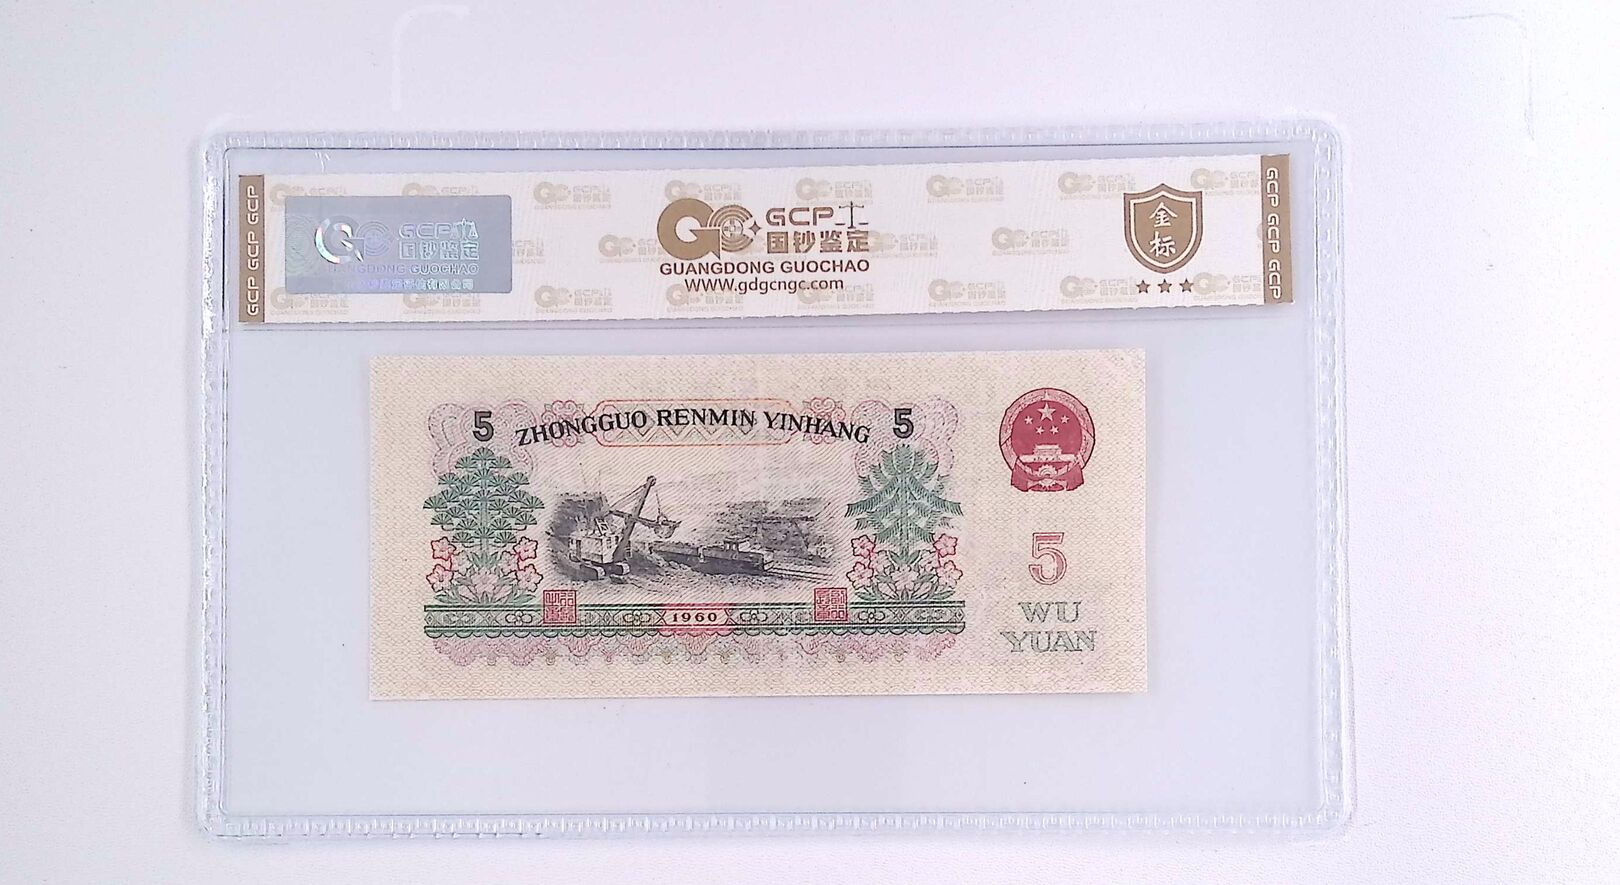 GCP GCP GCP
GCP
国钞鉴定
GUANGDONG GUOCHAO
GCP
国钞鉴定
GUANGDONG GUOCHAO
www.gdgcngc.com
金标
GCP GCP GCP
5 ZHONGGUO RENMIN YINHANG 5
1960
5
WU
YUAN